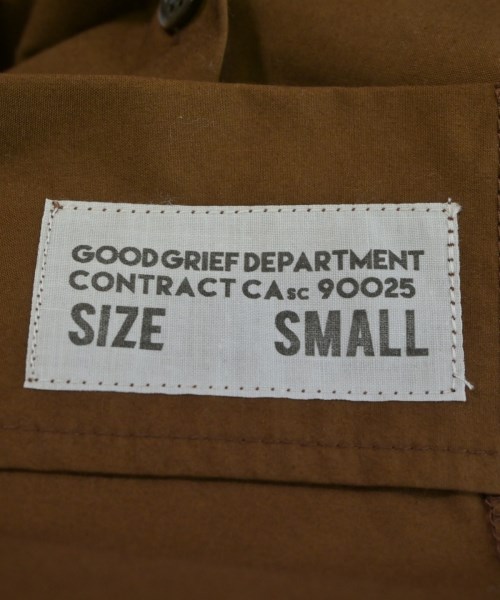 GOOD GRIEF DEPARTMENT
CONTRACT CAsc 90025
SIZE SMALL